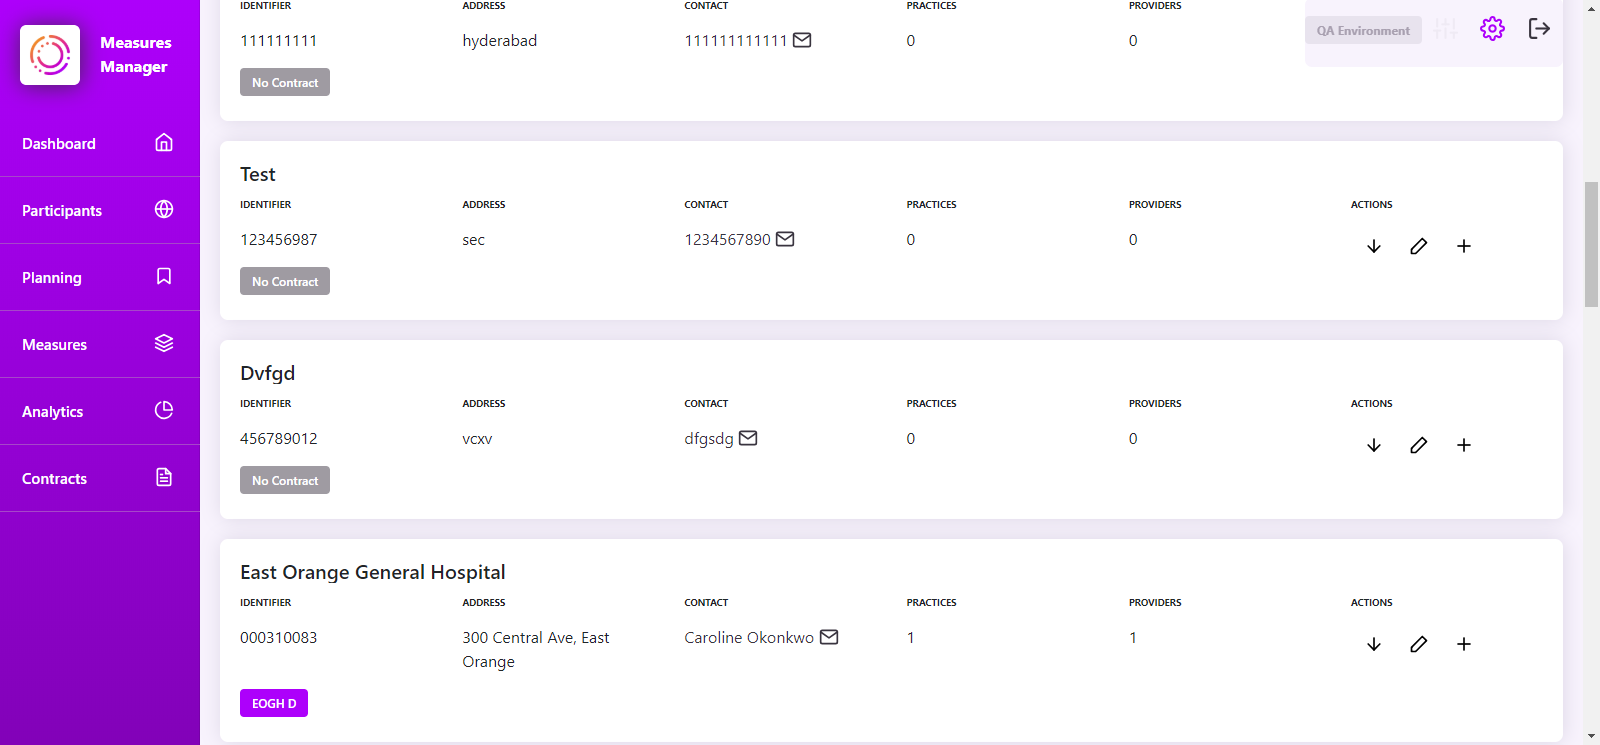 Measures
Manager
Dashboard
Participants
Planning
Measures
Analytics
Contracts
QA Environment
IDENTIFIER ADDRESS CONTACT PRACTICES PROVIDERS
111111111 hyderabad 111111111111 0 0
No Contract
Test
IDENTIFIER ADDRESS CONTACT PRACTICES PROVIDERS ACTIONS
123456987 sec 1234567890 0 0
No Contract
Dvfgd
IDENTIFIER ADDRESS CONTACT PRACTICES PROVIDERS ACTIONS
456789012 vcxv dfgsdg 0 0
No Contract
East Orange General Hospital
IDENTIFIER ADDRESS CONTACT PRACTICES PROVIDERS ACTIONS
000310083 300 Central Ave, East Caroline Okonkwo 1 1
Orange
EOGH D